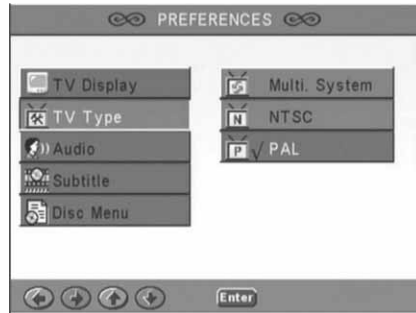 PREFERENCES
TV Display
TV Type
Audio
Subtitle
Disc Menu
Multi. System
N NTSC
P √ PAL
Enter